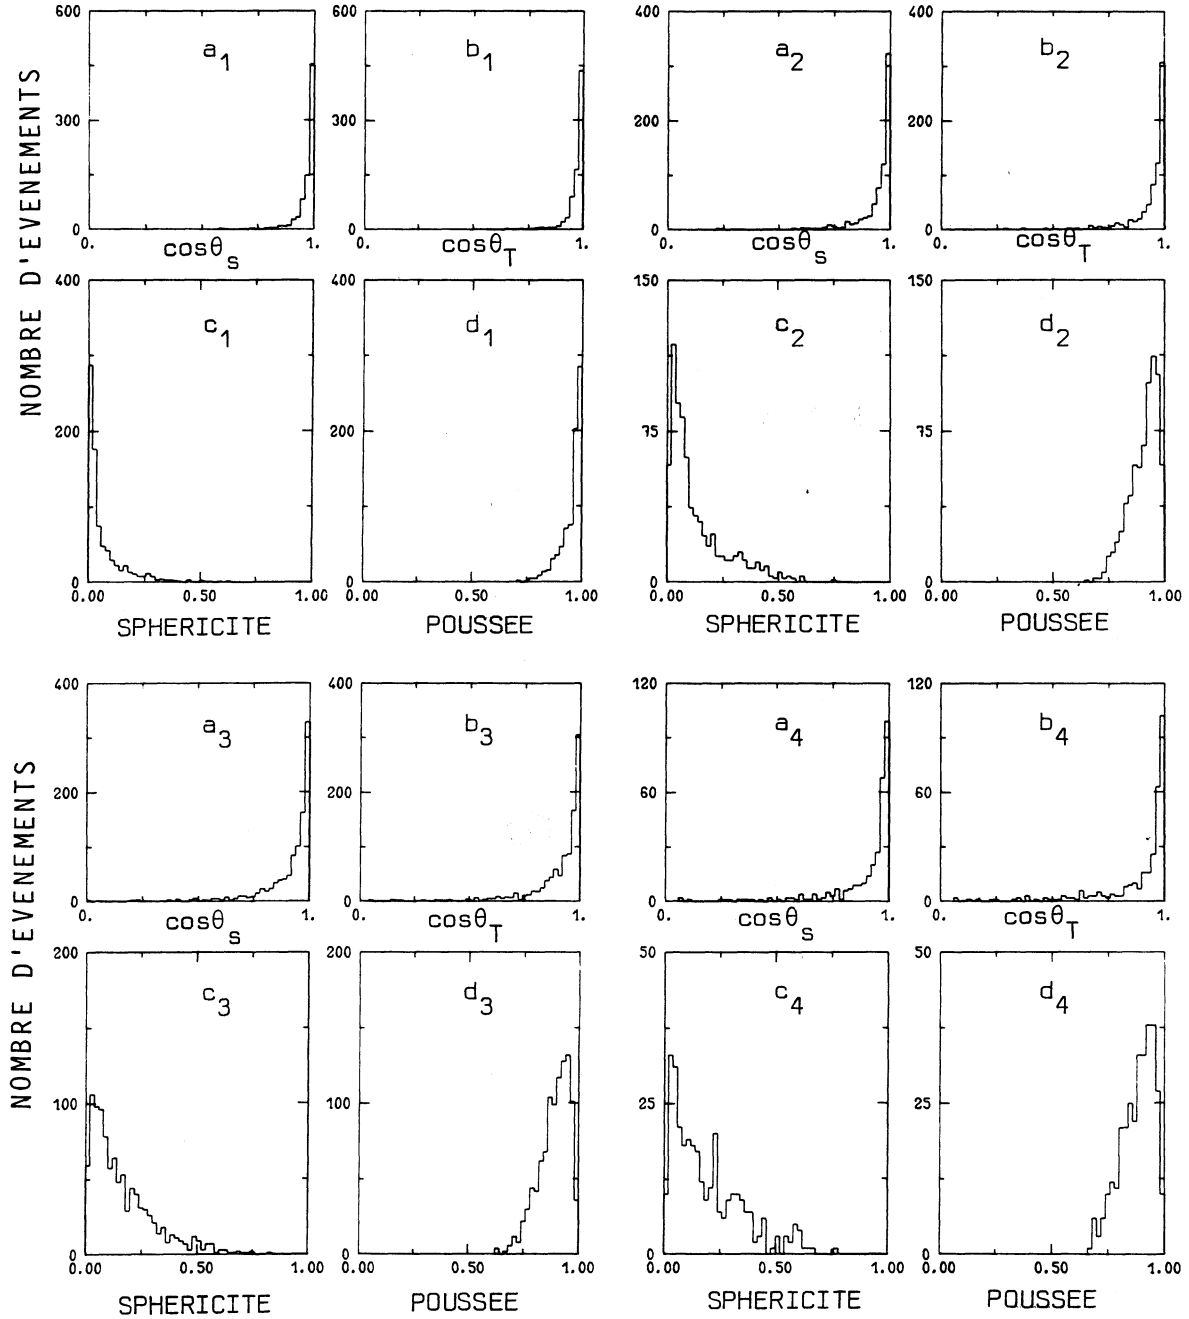 NOMBRE D'EVENEMENTS
600
300
0
a1
0.
1.
cosθS
600
300
0
b1
0.
1.
cosθT
400
200
0
a2
0.
1.
cosθS
400
200
0
b2
0.
1.
cosθT
400
200
0
c1
0.00
0.50
1.00
SPHERICITE
400
200
0
d1
0.00
0.50
1.00
POUSSEE
150
75
0
c2
0.00
0.50
1.00
SPHERICITE
150
75
0
d2
0.00
0.50
1.00
POUSSEE
NOMBRE D'EVENEMENTS
400
200
0
a3
0.
1.
cosθS
400
200
0
b3
0.
1.
cosθT
120
60
0
a4
0.
1.
cosθS
120
60
0
b4
0.
1.
cosθT
200
100
0
c3
0.00
0.50
1.00
SPHERICITE
200
100
0
d3
0.00
0.50
1.00
POUSSEE
50
25
0
c4
0.00
0.50
1.00
SPHERICITE
50
25
0
d4
0.00
0.50
1.00
POUSSEE